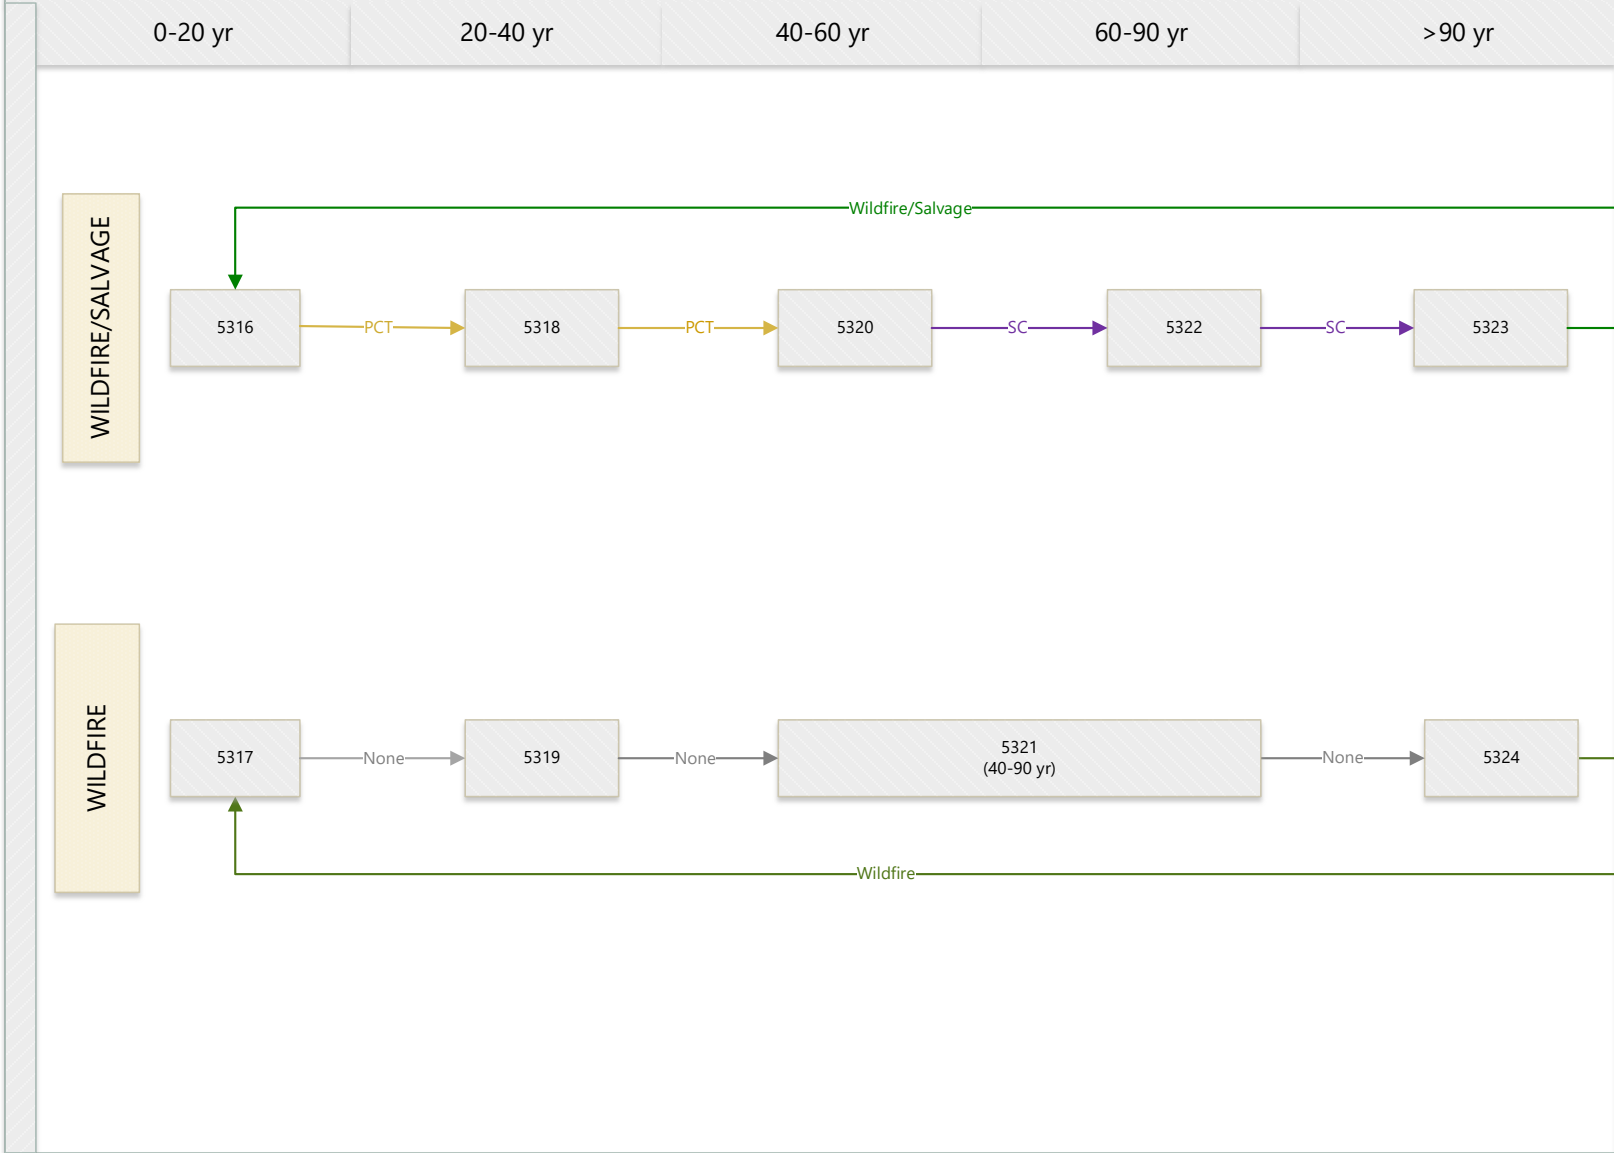 0-20 yr
20-40 yr
40-60 yr
60-90 yr
>90 yr
WILDFIRE/SALVAGE
Wildfire/Salvage
5316
PCT
5318
PCT
5320
SC
5322
SC
5323
WILDFIRE
5317
None
5319
None
5321
(40-90 yr)
None
5324
Wildfire